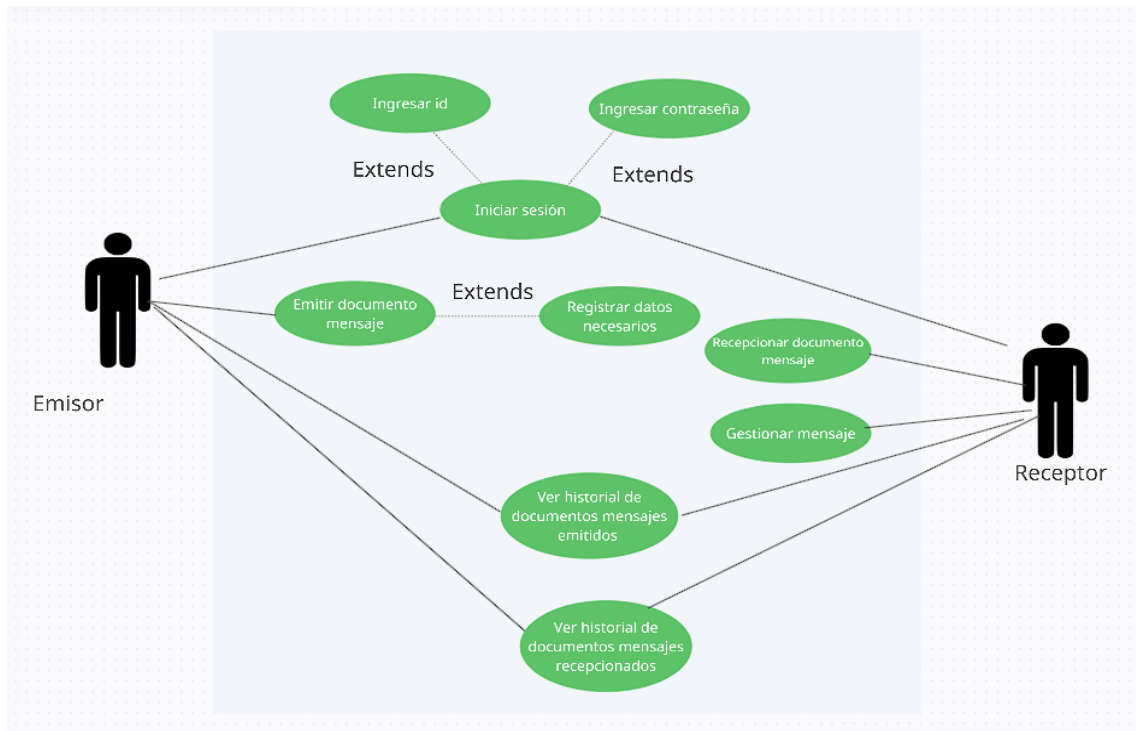 Ingresar id
Ingresar contraseña
Extends
Extends
Iniciar sesión
Emitir documento
mensaje
Extends
Registrar datos
necesarios
Recepcionar documento
mensaje
Emisor
Gestionar mensaje
Receptor
Ver historial de
documentos mensajes
emitidos
Ver historial de
documentos mensajes
recepcionados